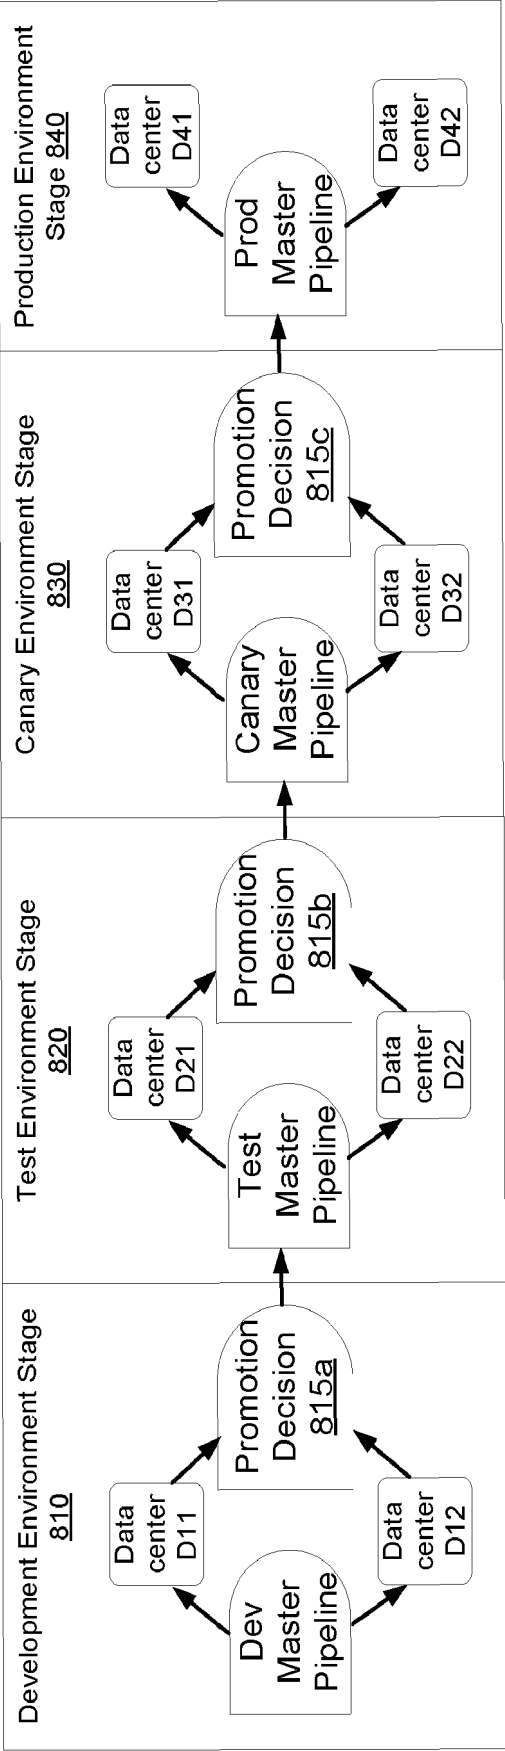 Development Environment Stage
810
Data
center
D11
Dev
Master
Pipeline
Data
center
D12
Promotion
Decision
815a
Test Environment Stage
820
Data
center
D21
Test
Master
Pipeline
Data
center
D22
Promotion
Decision
815b
Canary Environment Stage
830
Data
center
D31
Canary
Master
Pipeline
Data
center
D32
Promotion
Decision
815c
Production Environment
Stage 840
Data
center
D41
Prod
Master
Pipeline
Data
center
D42